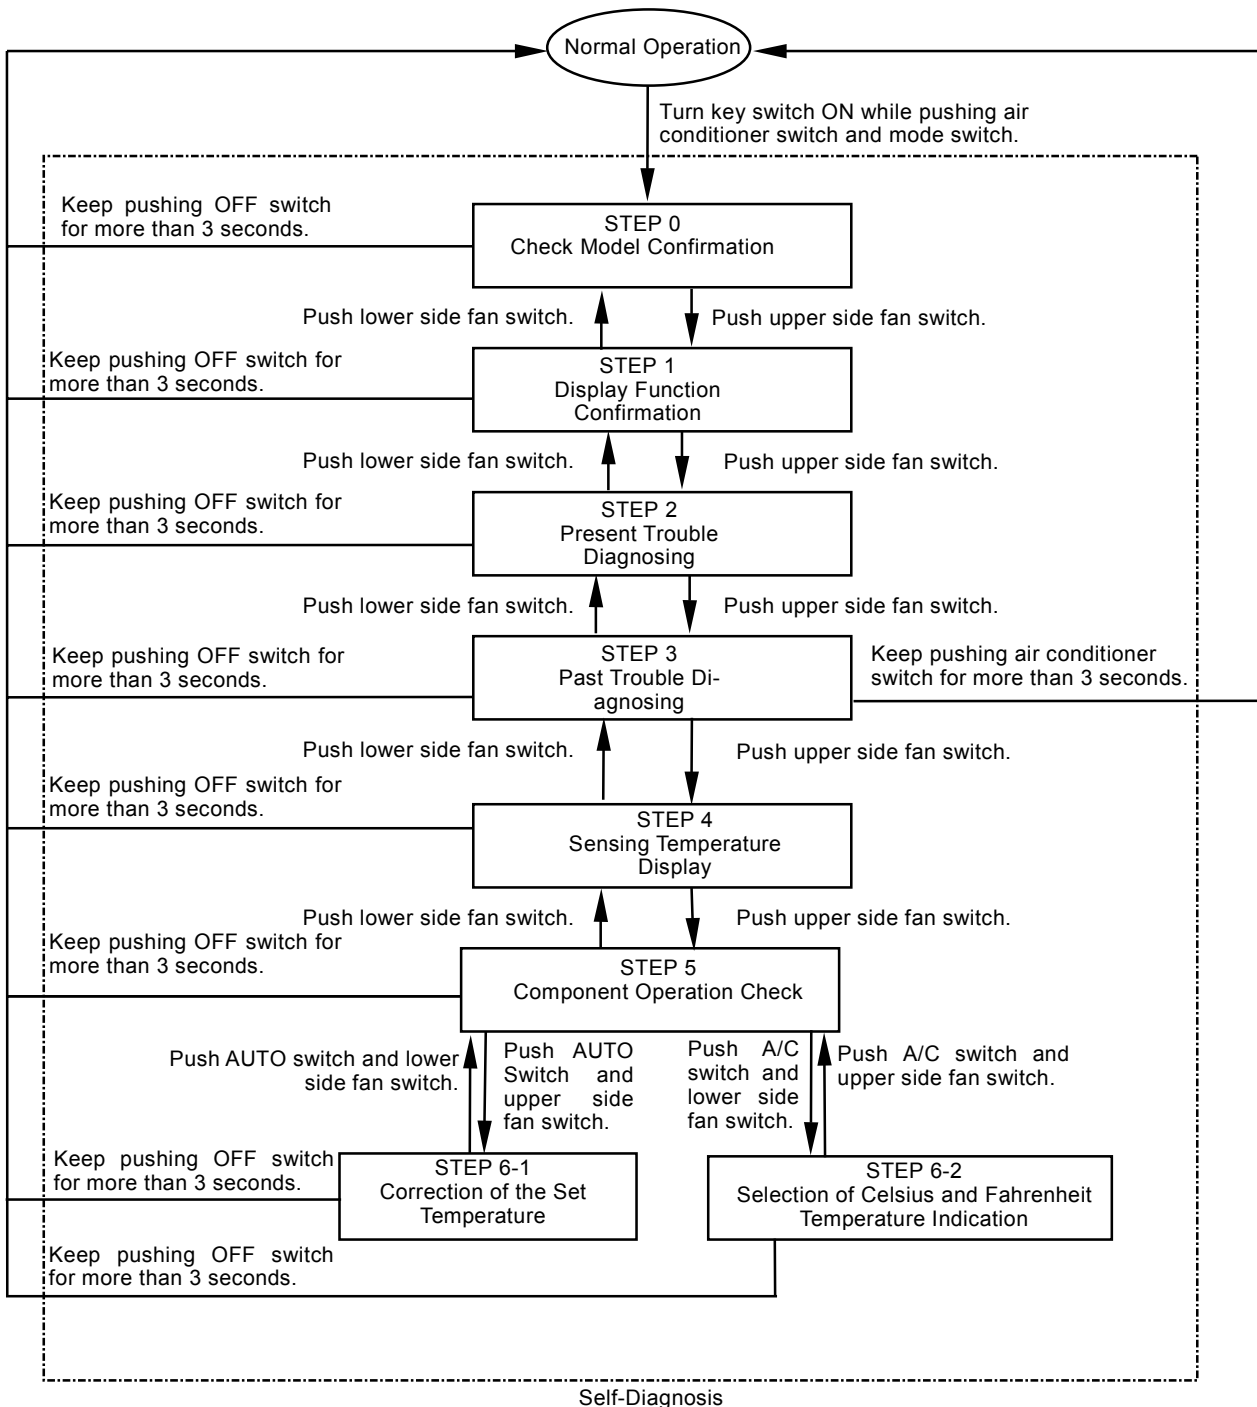 Normal Operation
Turn key switch ON while pushing air
conditioner switch and mode switch.
Keep pushing OFF switch
for more than 3 seconds.
STEP 0
Check Model Confirmation
Push lower side fan switch.
Push upper side fan switch.
Keep pushing OFF switch for
more than 3 seconds.
STEP 1
Display Function
Confirmation
Push lower side fan switch.
Push upper side fan switch.
Keep pushing OFF switch for
more than 3 seconds.
STEP 2
Present Trouble
Diagnosing
Push lower side fan switch.
Push upper side fan switch.
Keep pushing OFF switch for
more than 3 seconds.
STEP 3
Past Trouble Di-
agnosing
Keep pushing air conditioner
switch for more than 3 seconds.
Push lower side fan switch.
Push upper side fan switch.
Keep pushing OFF switch for
more than 3 seconds.
STEP 4
Sensing Temperature
Display
Push lower side fan switch.
Push upper side fan switch.
Keep pushing OFF switch for
more than 3 seconds.
STEP 5
Component Operation Check
Push AUTO switch and lower
side fan switch.
Push AUTO
Switch and
upper side
fan switch.
Push A/C
switch and
lower side
fan switch.
Push A/C switch and
upper side fan switch.
Keep pushing OFF switch
for more than 3 seconds.
STEP 6-1
Correction of the Set
Temperature
STEP 6-2
Selection of Celsius and Fahrenheit
Temperature Indication
Keep pushing OFF switch
for more than 3 seconds.
Self-Diagnosis